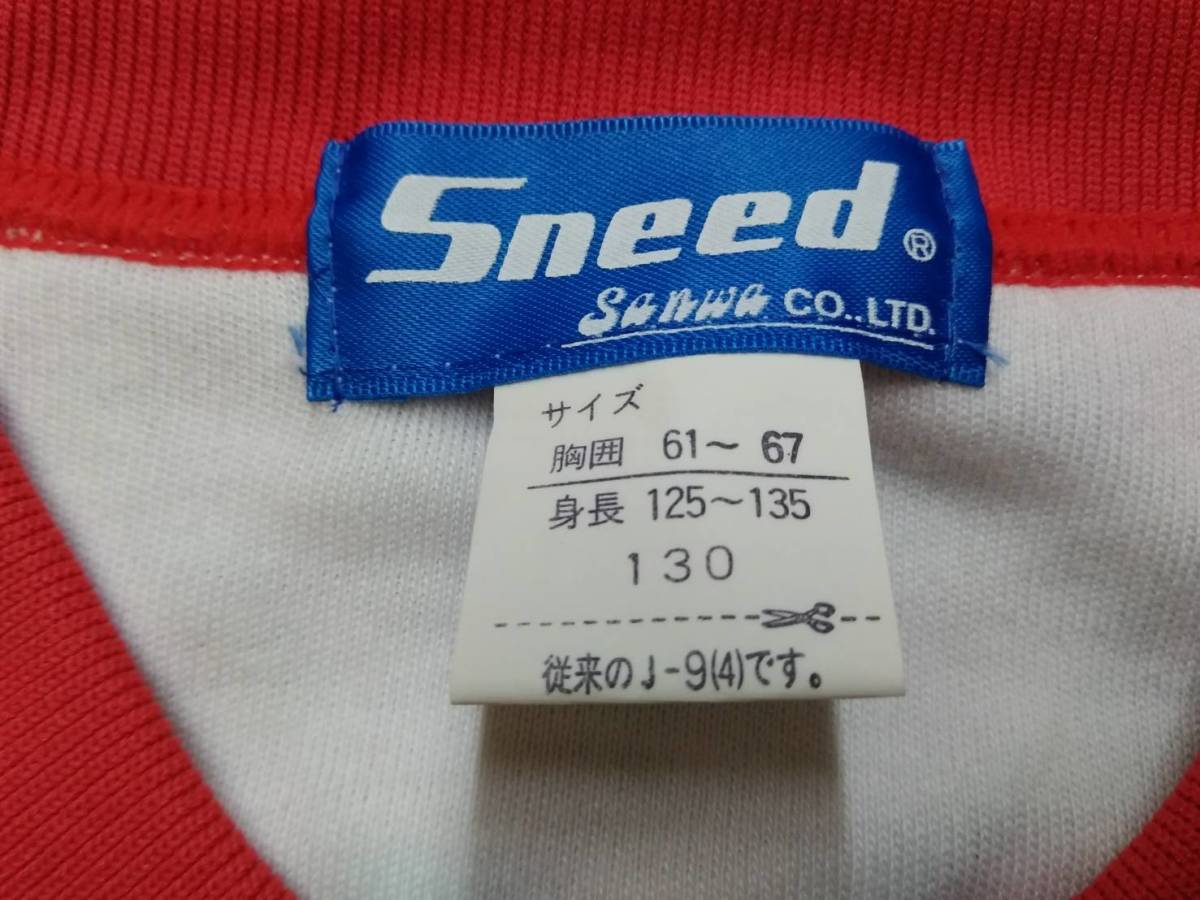 Sneed®
Sanwa CO.,LTD.
サイズ
胸囲 61〜67
身長 125〜135
130
従来のJ-9(4)です。